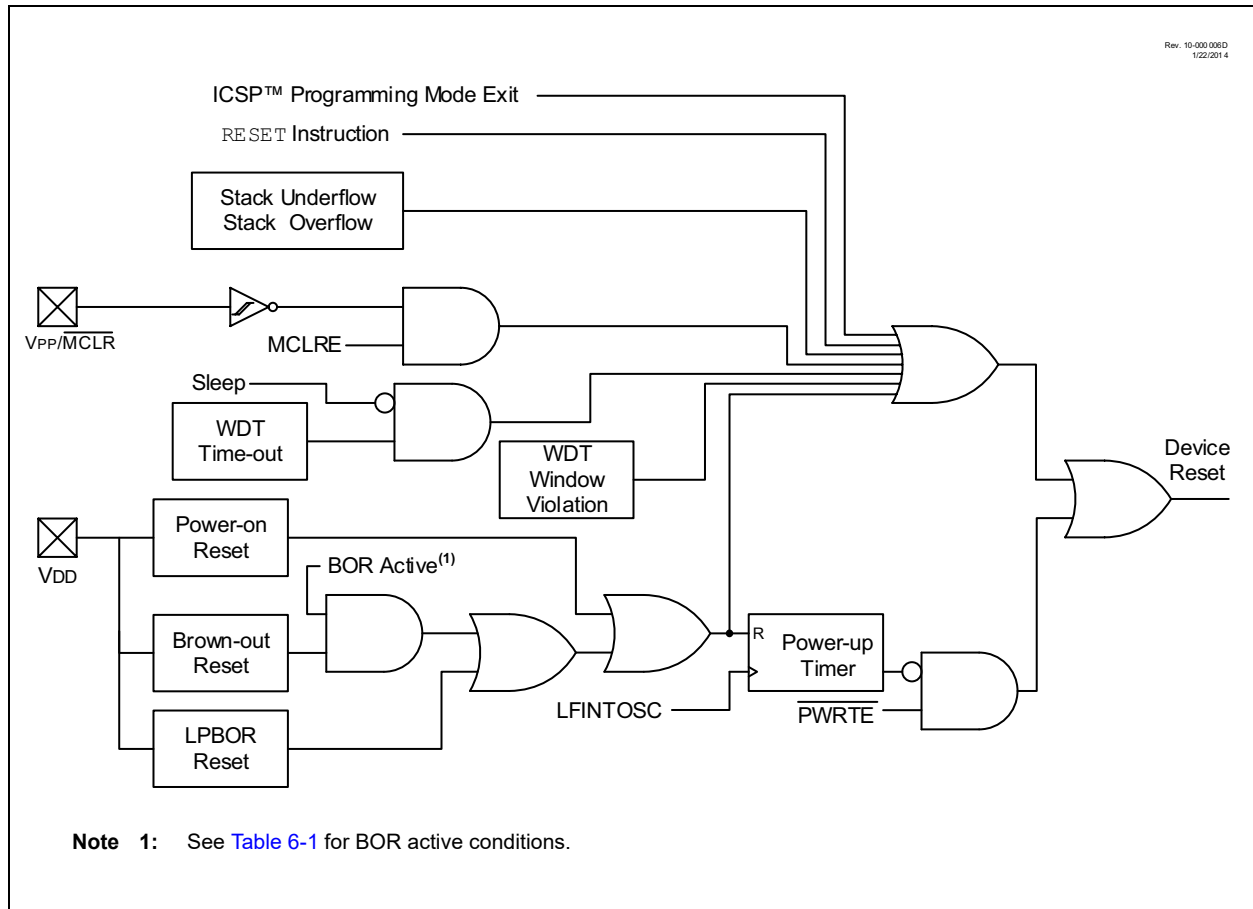 Rev. 10-000006D
1/22/2014
ICSP™ Programming Mode Exit
RESET Instruction
Stack Underflow
Stack Overflow
VPP/MCLR
MCLRE
Sleep
WDT
Time-out
WDT
Window
Violation
Device
Reset
VDD
Power-on
Reset
BOR Active(1)
Brown-out
Reset
R
Power-up
Timer
LFINTOSC
PWRTE
LPBOR
Reset
Note 1: See Table 6-1 for BOR active conditions.